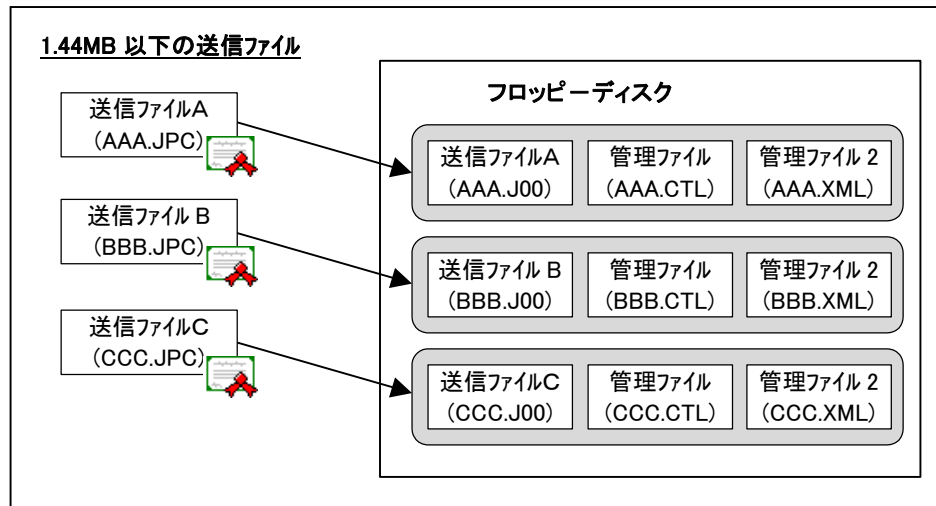 1.44MB 以下の送信ファイル
フロッピーディスク
送信ファイルA
(AAA.JPC)
送信ファイルA
(AAA.J00)
管理ファイル
(AAA.CTL)
管理ファイル 2
(AAA.XML)
送信ファイル B
(BBB.JPC)
送信ファイル B
(BBB.J00)
管理ファイル
(BBB.CTL)
管理ファイル 2
(BBB.XML)
送信ファイルC
(CCC.JPC)
送信ファイルC
(CCC.J00)
管理ファイル
(CCC.CTL)
管理ファイル 2
(CCC.XML)